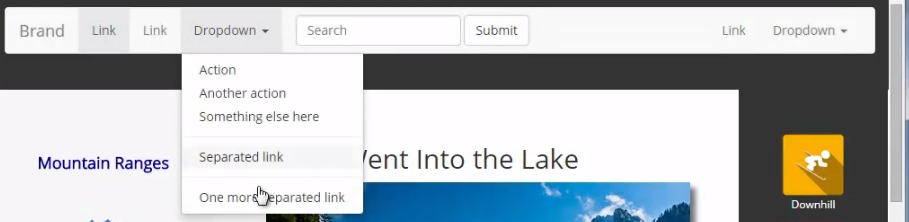 Brand Link Link Dropdown Search Submit Link Dropdown
Action
Another action
Something else here
Separated link
One more separated link
Mountain Ranges
Went Into the Lake
Downhill